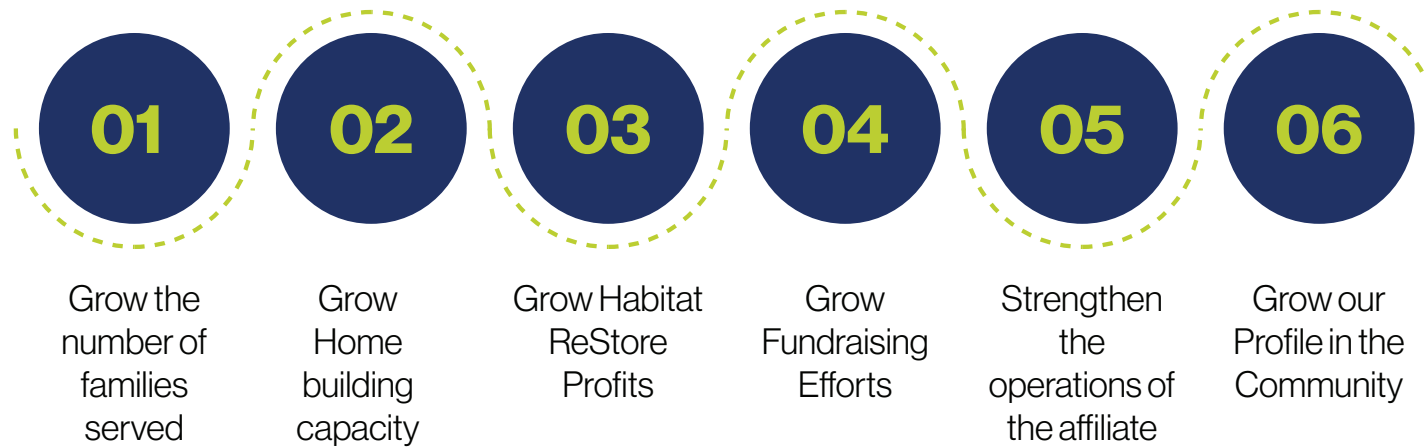 01
Grow the
number of
families
served
02
Grow
Home
building
capacity
03
Grow Habitat
ReStore
Profits
04
Grow
Fundraising
Efforts
05
Strengthen
the
operations of
the affiliate
06
Grow our
Profile in the
Community